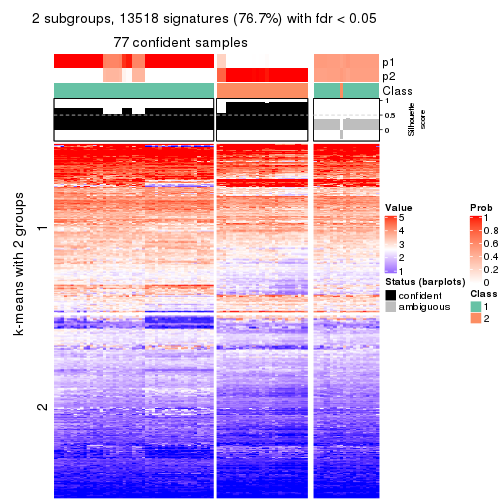 2 subgroups, 13518 signatures (76.7%) with fdr < 0.05
77 confident samples
p1
p2
Class
1
0.5
0
Silhouette
score
k-means with 2 groups
1
2
Value
5
4
3
2
1
Status (barplots)
confident
ambiguous
Prob
1
0.8
0.6
0.4
0.2
0
Class
1
2